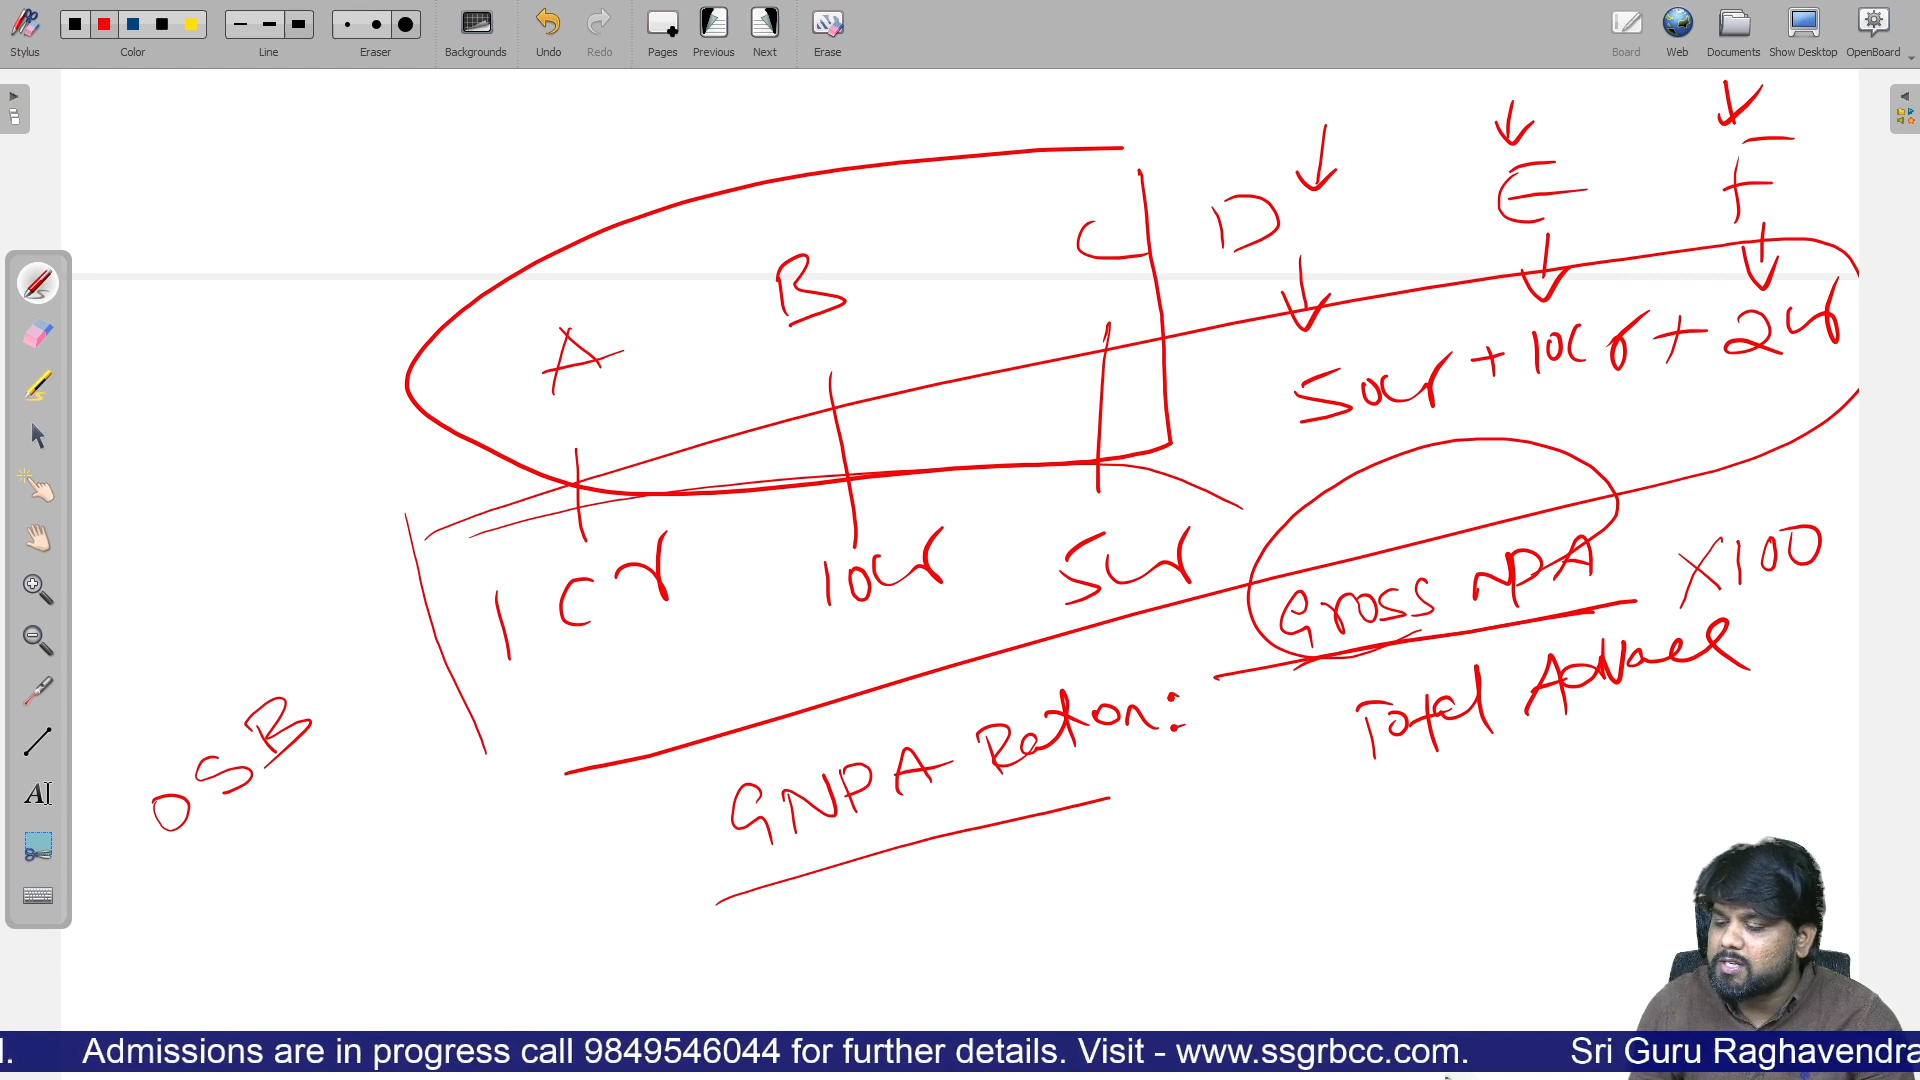 Stylus Color Line Eraser Backgrounds Undo Redo Pages Previous Next Erase Board Web Documents Show Desktop OpenBoard
A B C D E F
50cr + 10cr + 2cr
1 cr 10cr 5cr
Gross NPA X100
GNPA Ration:
Total Advance
OSB
l. Admissions are in progress call 9849546044 for further details. Visit - www.ssgrbcc.com. Sri Guru Raghavendra